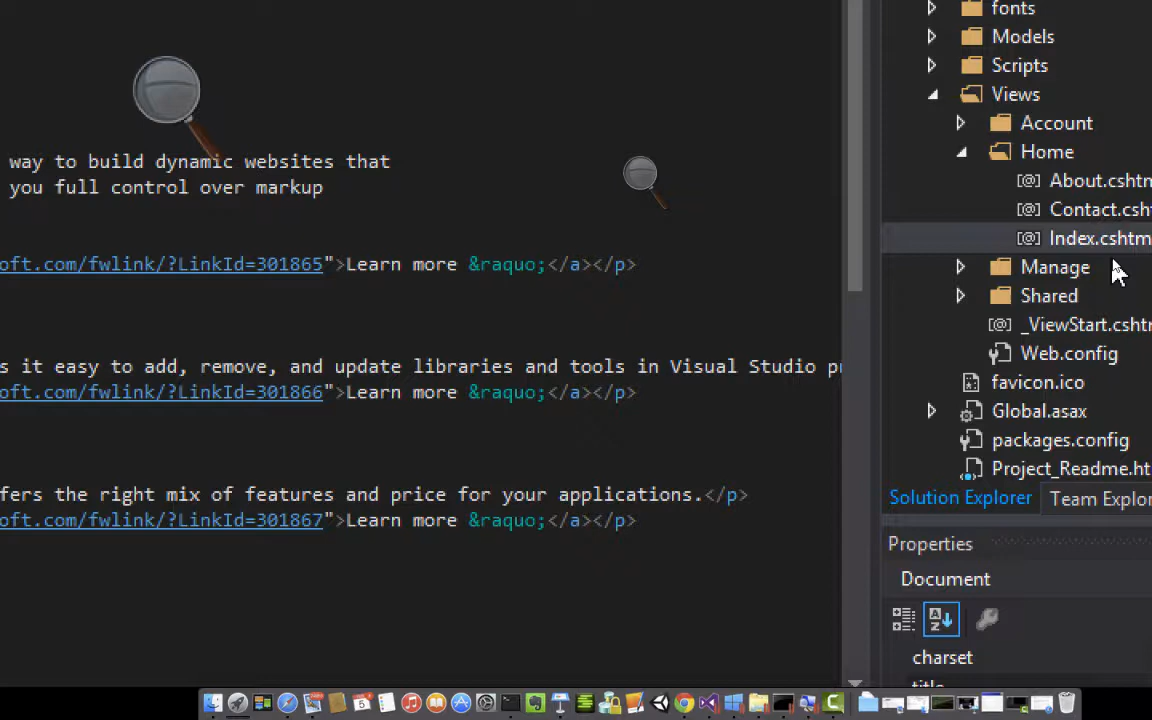 fonts
Models
Scripts
Views
Account
Home
About.cshtm
Contact.csh
Index.cshtm
Manage
Shared
_ViewStart.cshtm
Web.config
favicon.ico
Global.asax
packages.config
Project_Readme.ht
Solution Explorer Team Explor
Properties
Document
charset
way to build dynamic websites that
you full control over markup
oft.com/fwlink/?LinkId=301865">Learn more &raquo;</a></p>
s it easy to add, remove, and update libraries and tools in Visual Studio pr
oft.com/fwlink/?LinkId=301866">Learn more &raquo;</a></p>
fers the right mix of features and price for your applications.</p>
oft.com/fwlink/?LinkId=301867">Learn more &raquo;</a></p>